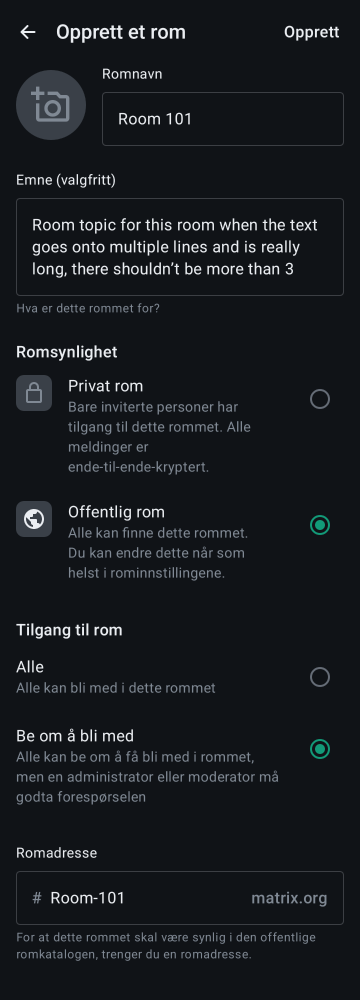 Opprett et rom
Opprett
Romnavn
Room 101
Emne (valgfritt)
Room topic for this room when the text
goes onto multiple lines and is really
long, there shouldn’t be more than 3
Hva er dette rommet for?
Romsynlighet
Privat rom
Bare inviterte personer har
tilgang til dette rommet. Alle
meldinger er
ende-til-ende-kryptert.
Offentlig rom
Alle kan finne dette rommet.
Du kan endre dette når som
helst i rominnstillingene.
Tilgang til rom
Alle
Alle kan bli med i dette rommet
Be om å bli med
Alle kan be om å få bli med i rommet,
men en administrator eller moderator må
godta forespørselen
Romadresse
# Room-101 matrix.org
For at dette rommet skal være synlig i den offentlige
romkatalogen, trenger du en romadresse.